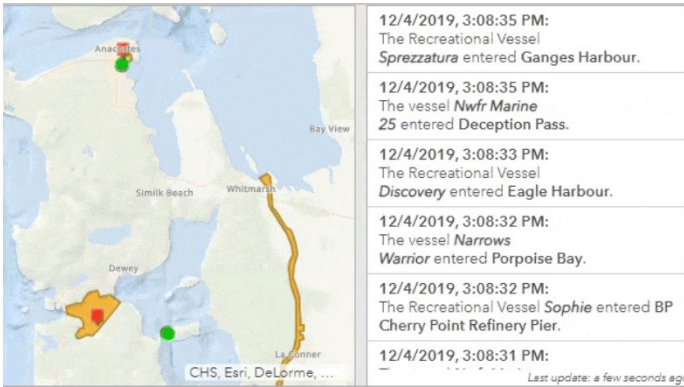 Anacortes
Bay View
Similk Beach
Whitmarsh
Dewey
La Conner
CHS, Esri, DeLorme, ...
12/4/2019, 3:08:35 PM:
The Recreational Vessel
Sprezzatura entered Ganges Harbour.
12/4/2019, 3:08:35 PM:
The vessel Nwfr Marine
25 entered Deception Pass.
12/4/2019, 3:08:33 PM:
The Recreational Vessel
Discovery entered Eagle Harbour.
12/4/2019, 3:08:32 PM:
The vessel Narrows
Warrior entered Porpoise Bay.
12/4/2019, 3:08:32 PM:
The Recreational Vessel Sophie entered BP
Cherry Point Refinery Pier.
12/4/2019, 3:08:31 PM:
Last update: a few seconds ago